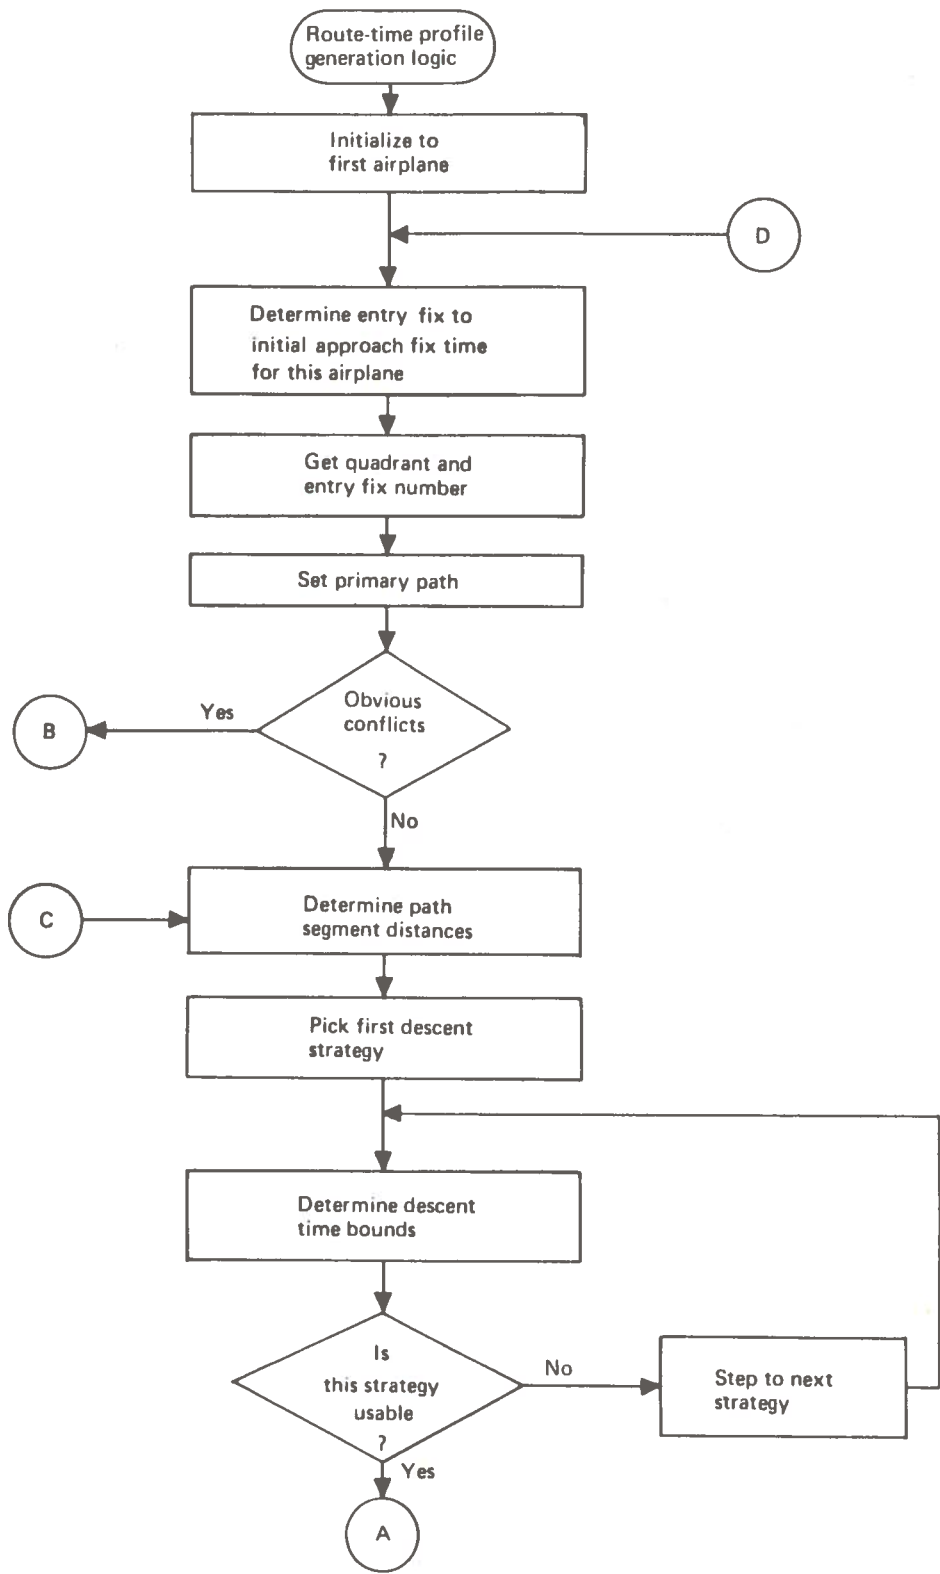 Route-time profile
generation logic
Initialize to
first airplane
D
Determine entry fix to
initial approach fix time
for this airplane
Get quadrant and
entry fix number
Set primary path
Obvious
conflicts
?
Yes
B
No
C
Determine path
segment distances
Pick first descent
strategy
Determine descent
time bounds
Is
this strategy
usable
?
No
Step to next
strategy
Yes
A